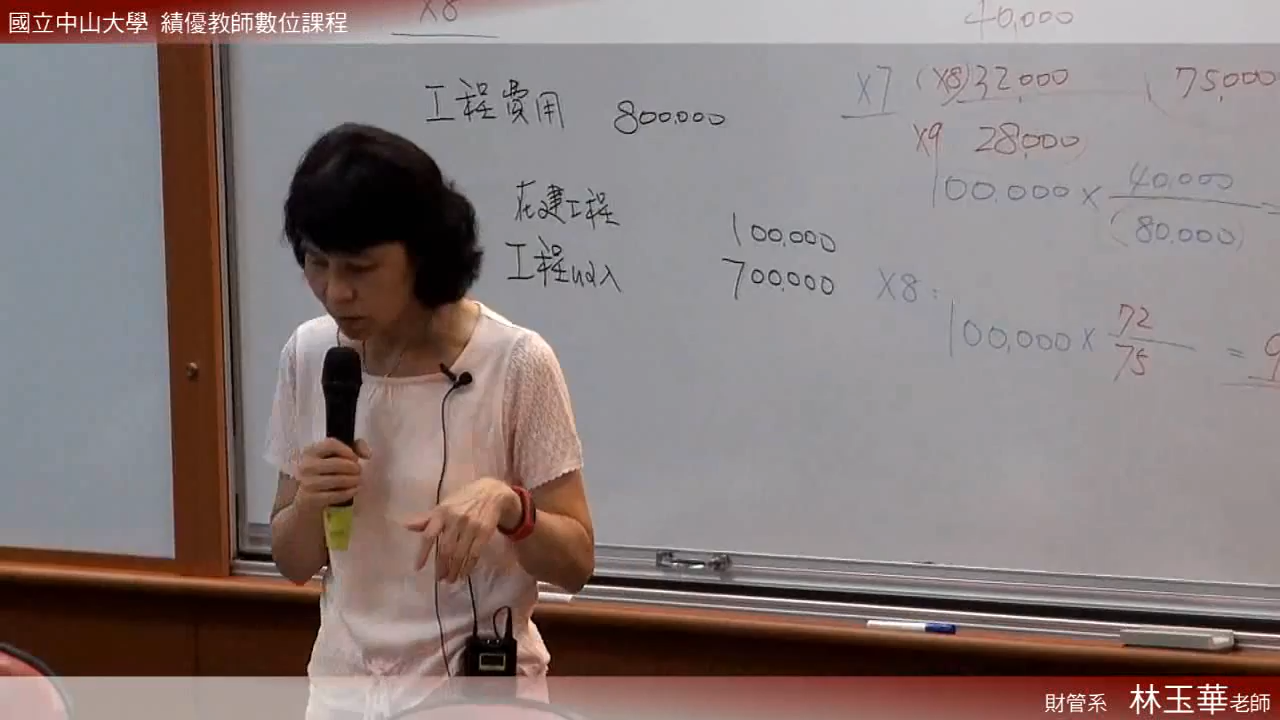 國立中山大學 績優教師數位課程
X8
40,000
工程費用 800,000
X7 (X8)32,000 75,000
X9 28,000
100,000 × 40,000
(80,000)
在建工程 100,000
工程收入 700,000
X8:
100,000 × 72
75
=
財管系 林玉華老師